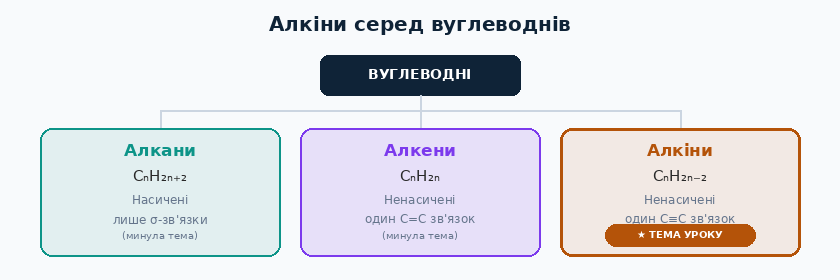 Алкіни серед вуглеводнів
ВУГЛЕВОДНІ
Алкани
CₙH₂ₙ₊₂
Насичені
лише σ-зв'язки
(минула тема)
Алкени
CₙH₂ₙ
Ненасичені
один C=C зв'язок
(минула тема)
Алкіни
CₙH₂ₙ₋₂
Ненасичені
один C≡C зв'язок
★ ТЕМА УРОКУ